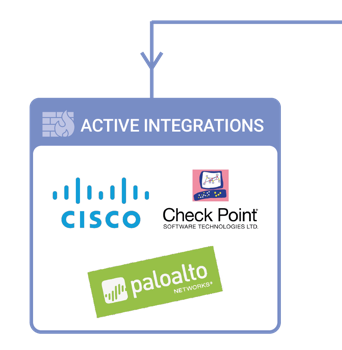 ACTIVE INTEGRATIONS
CISCO
Check Point
SOFTWARE TECHNOLOGIES LTD.
paloalto
NETWORKS®